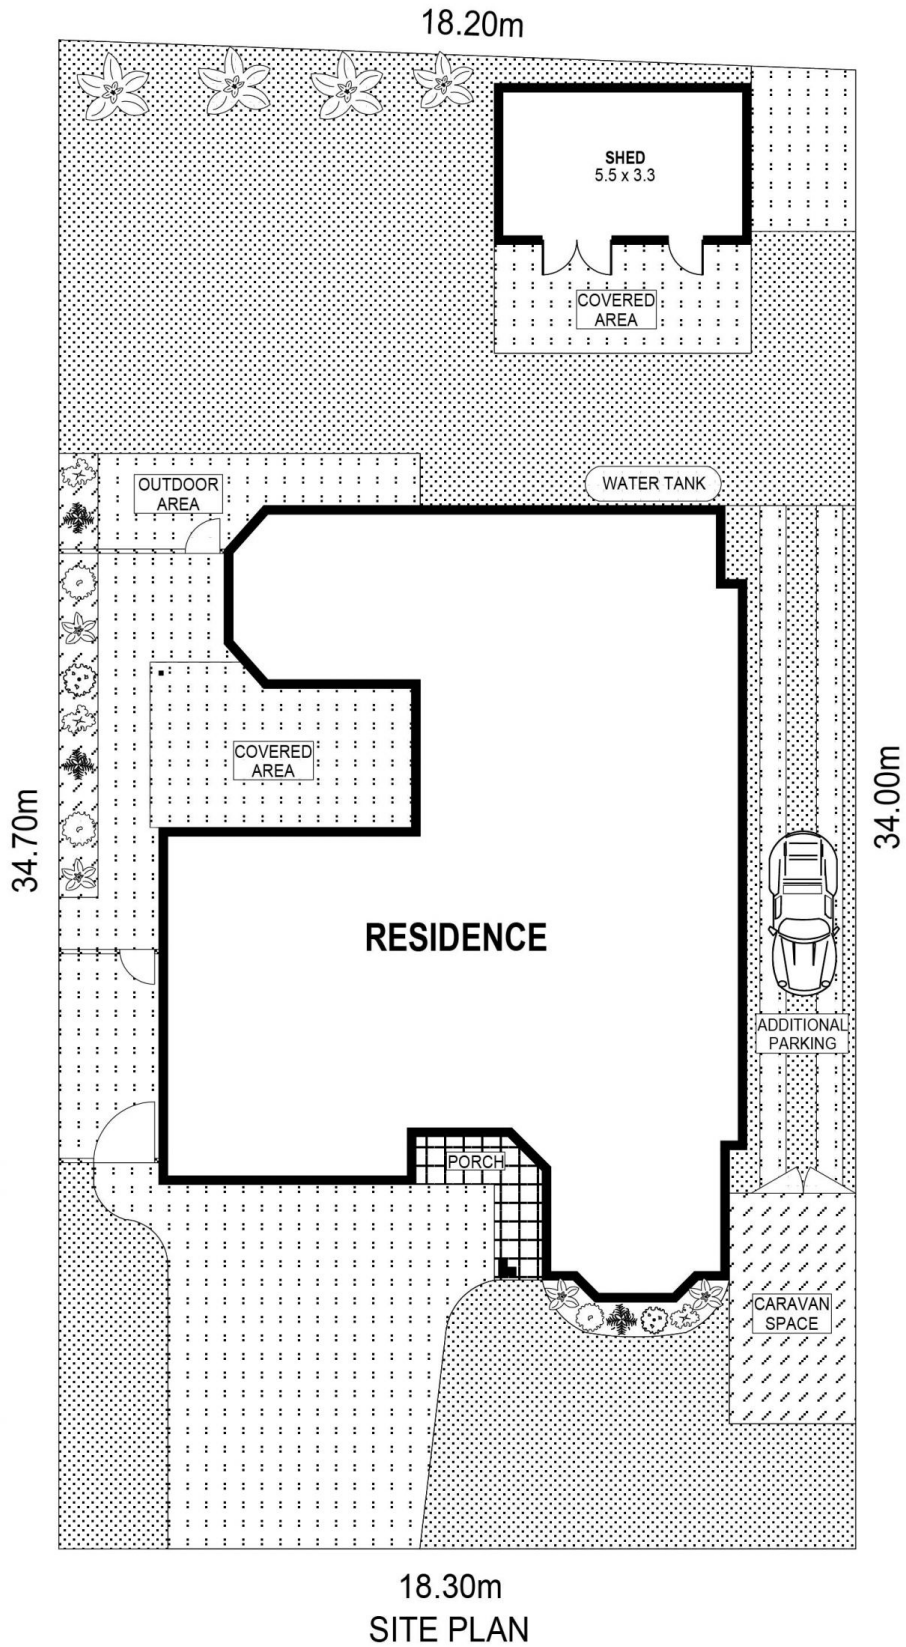 18.20m
SHED
5.5 x 3.3
COVERED
AREA
OUTDOOR
AREA
WATER TANK
COVERED
AREA
34.70m
34.00m
RESIDENCE
ADDITIONAL
PARKING
PORCH
CARAVAN
SPACE
18.30m
SITE PLAN